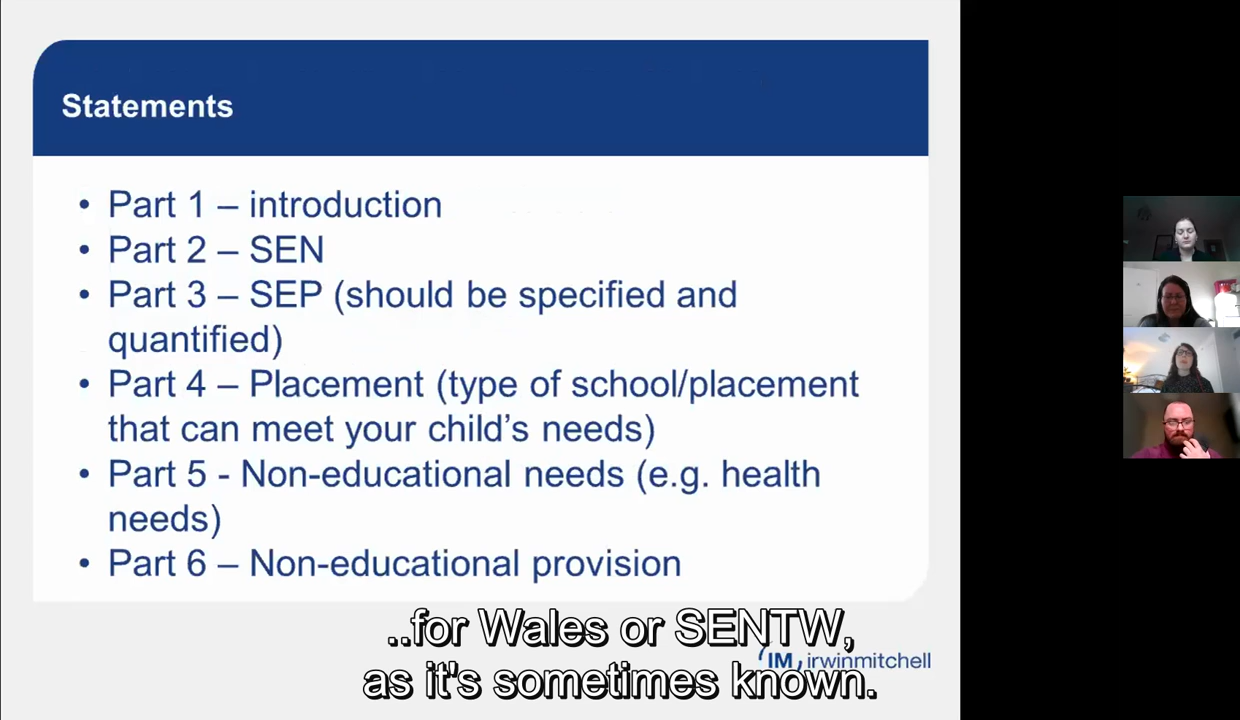 Statements
• Part 1 – introduction
• Part 2 – SEN
• Part 3 – SEP (should be specified and
quantified)
• Part 4 – Placement (type of school/placement
that can meet your child’s needs)
• Part 5 - Non-educational needs (e.g. health
needs)
• Part 6 – Non-educational provision
..for Wales or SENTW,
as it's sometimes known.
IM irwinmitchell